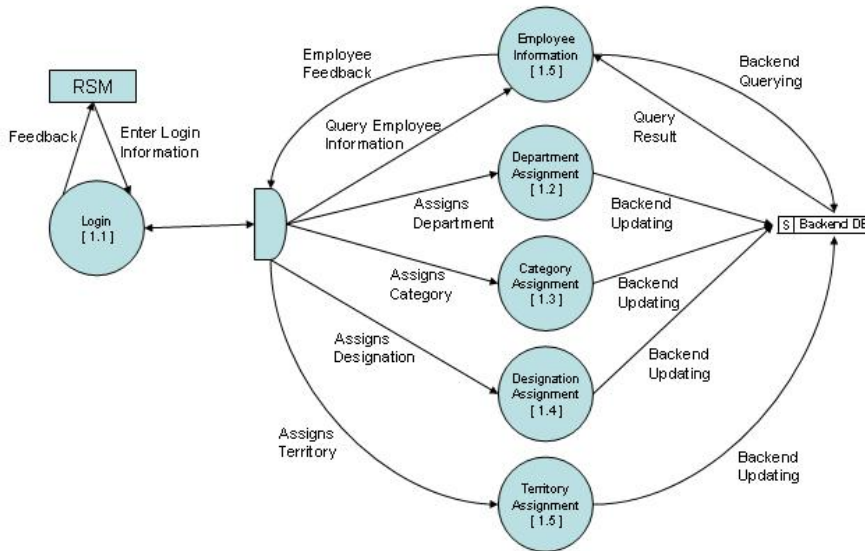 Employee
Information
[ 1.5 ]
Employee
Feedback
Backend
Querying
RSM
Feedback
Enter Login
Information
Query Employee
Information
Query
Result
Department
Assignment
[ 1.2 ]
Assigns
Department
Backend
Updating
Login
[ 1.1 ]
S Backend DB
Category
Assignment
[ 1.3 ]
Assigns
Category
Backend
Updating
Assigns
Designation
Backend
Updating
Designation
Assignment
[ 1.4 ]
Assigns
Territory
Backend
Updating
Territory
Assignment
[ 1.5 ]